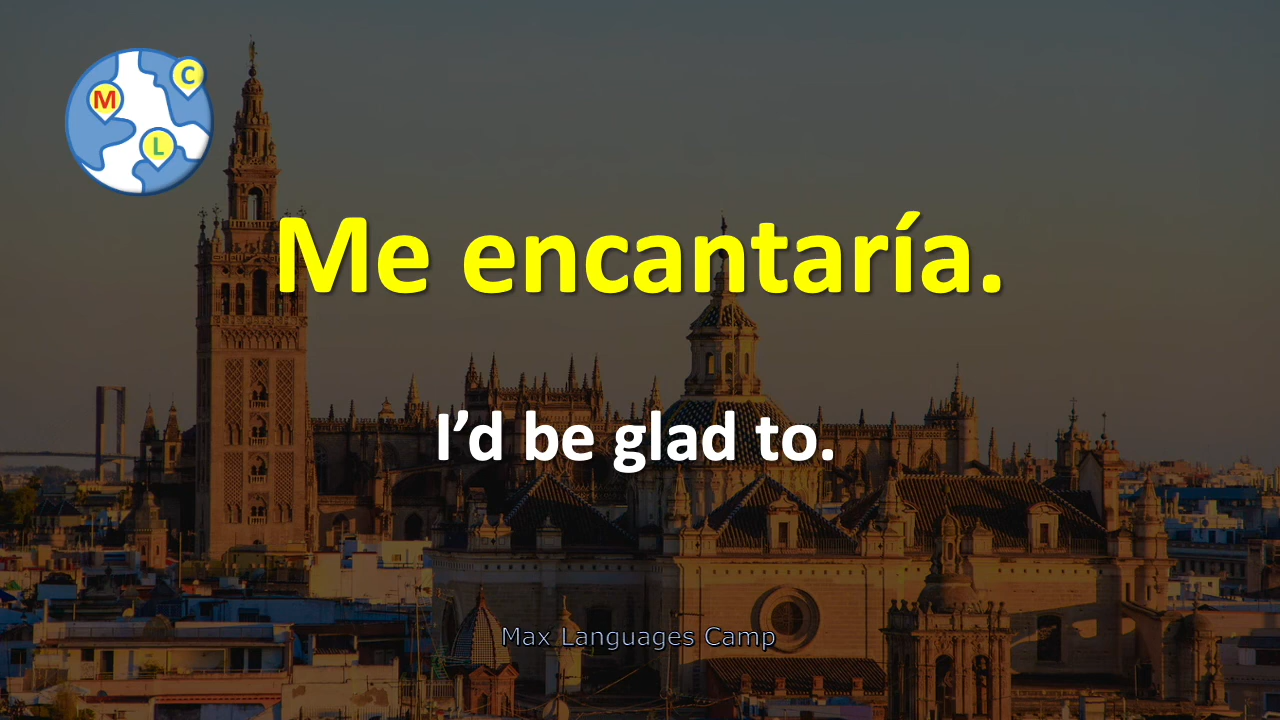 M
C
L
Me encantaría.
I’d be glad to.
Max Languages Camp